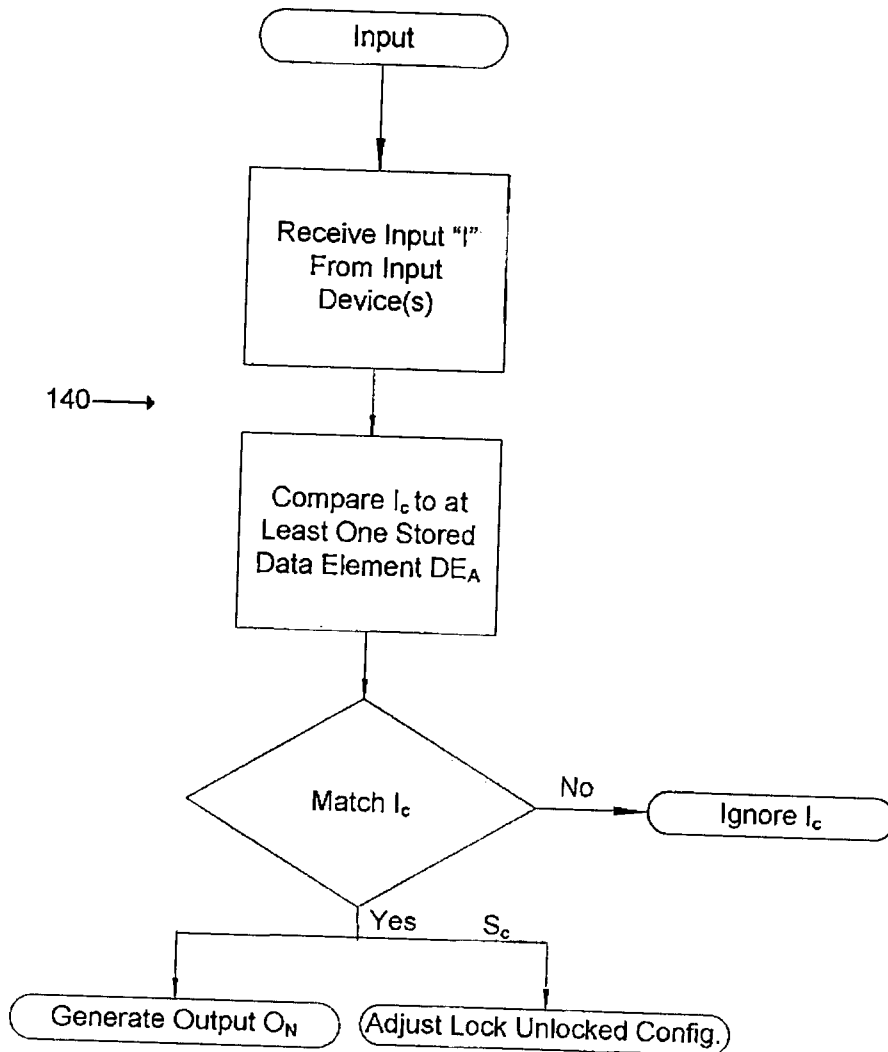 Input
Receive Input "I"
From Input
Device(s)
140
Compare Ic to at
Least One Stored
Data Element DEA
Match Ic
No
Ignore Ic
Yes
Sc
Generate Output ON
Adjust Lock Unlocked Config.